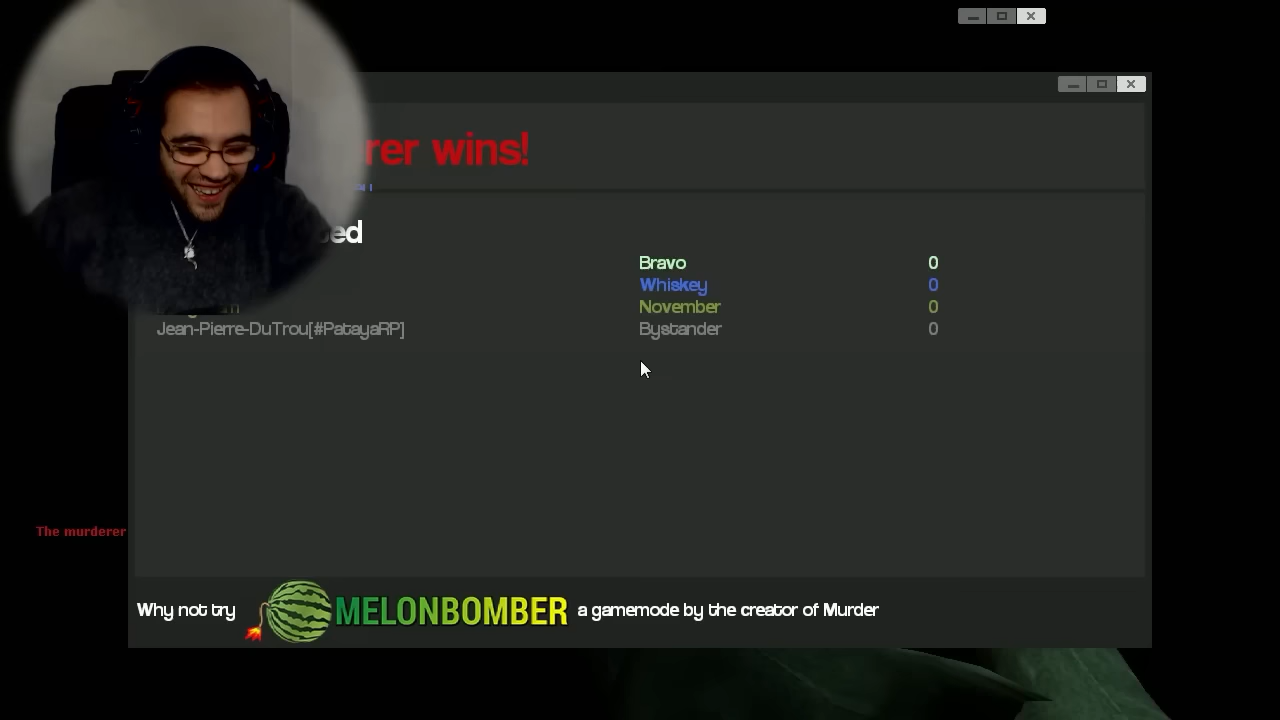 rer wins!
ed
Bravo 0
Whiskey 0
November 0
Jean-Pierre-DuTrou[#PatayaRP] Bystander 0
The murderer
Why not try MELONBOMBER a gamemode by the creator of Murder